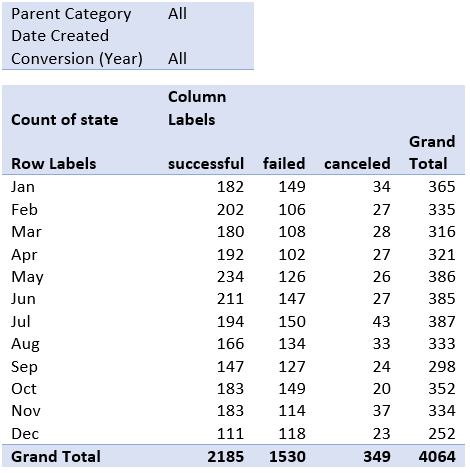 Parent Category All
Date Created
Conversion (Year) All
Column
Count of state Labels
Grand
Row Labels successful failed canceled Total
Jan 182 149 34 365
Feb 202 106 27 335
Mar 180 108 28 316
Apr 192 102 27 321
May 234 126 26 386
Jun 211 147 27 385
Jul 194 150 43 387
Aug 166 134 33 333
Sep 147 127 24 298
Oct 183 149 20 352
Nov 183 114 37 334
Dec 111 118 23 252
Grand Total 2185 1530 349 4064